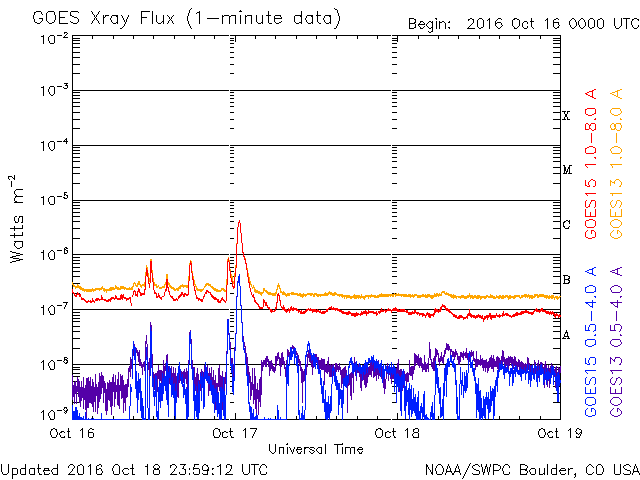 GOES Xray Flux (1-minute data)
Begin: 2016 Oct 16 0000 UTC
10-2
10-3
10-4
10-5
10-6
10-7
10-8
10-9
Watts m-2
X
M
C
B
A
GOES15 1.0-8.0 A
GOES13 1.0-8.0 A
GOES15 0.5-4.0 A
GOES13 0.5-4.0 A
Oct 16 Oct 17 Oct 18 Oct 19
Universal Time
Updated 2016 Oct 18 23:59:12 UTC
NOAA/SWPC Boulder, CO USA